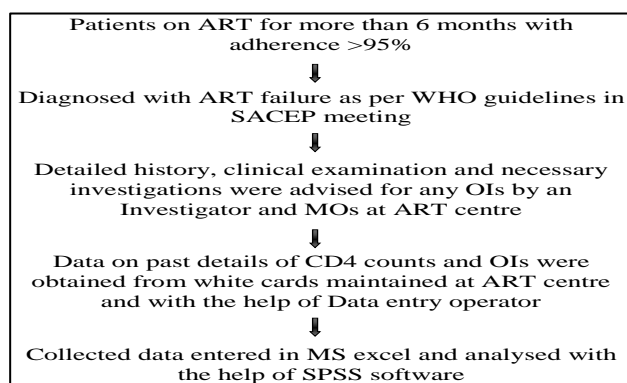 Patients on ART for more than 6 months with
adherence >95%
Diagnosed with ART failure as per WHO guidelines in
SACEP meeting
Detailed history, clinical examination and necessary
investigations were advised for any OIs by an
Investigator and MOs at ART centre
Data on past details of CD4 counts and OIs were
obtained from white cards maintained at ART centre
and with the help of Data entry operator
Collected data entered in MS excel and analysed with
the help of SPSS software